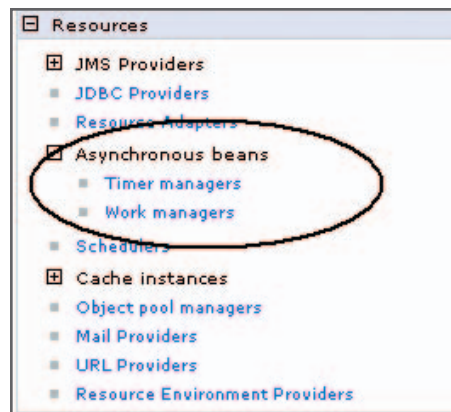 Resources
JMS Providers
JDBC Providers
Resource Adapters
Asynchronous beans
Timer managers
Work managers
Schedulers
Cache instances
Object pool managers
Mail Providers
URL Providers
Resource Environment Providers